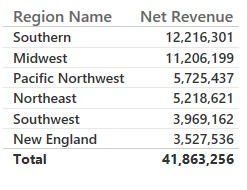 Region Name Net Revenue
Southern 12,216,301
Midwest 11,206,199
Pacific Northwest 5,725,437
Northeast 5,218,621
Southwest 3,969,162
New England 3,527,536
Total 41,863,256